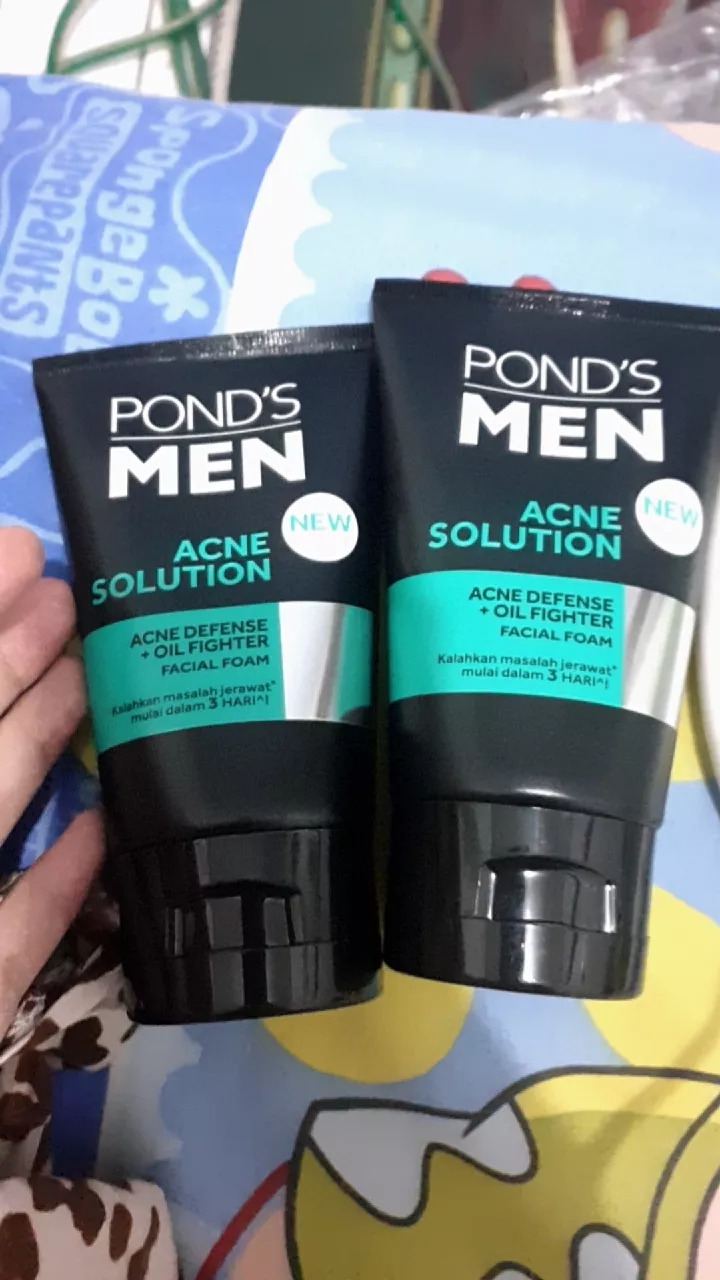 SpongeBo
SQUAREPANTS
POND'S
MEN
NEW
ACNE
SOLUTION
ACNE DEFENSE
+ OIL FIGHTER
FACIAL FOAM
Kalahkan masalah jerawat*
mulai dalam 3 HARI^!
POND'S
MEN
NEW
ACNE
SOLUTION
ACNE DEFENSE
+ OIL FIGHTER
FACIAL FOAM
Kalahkan masalah jerawat*
mulai dalam 3 HARI^!